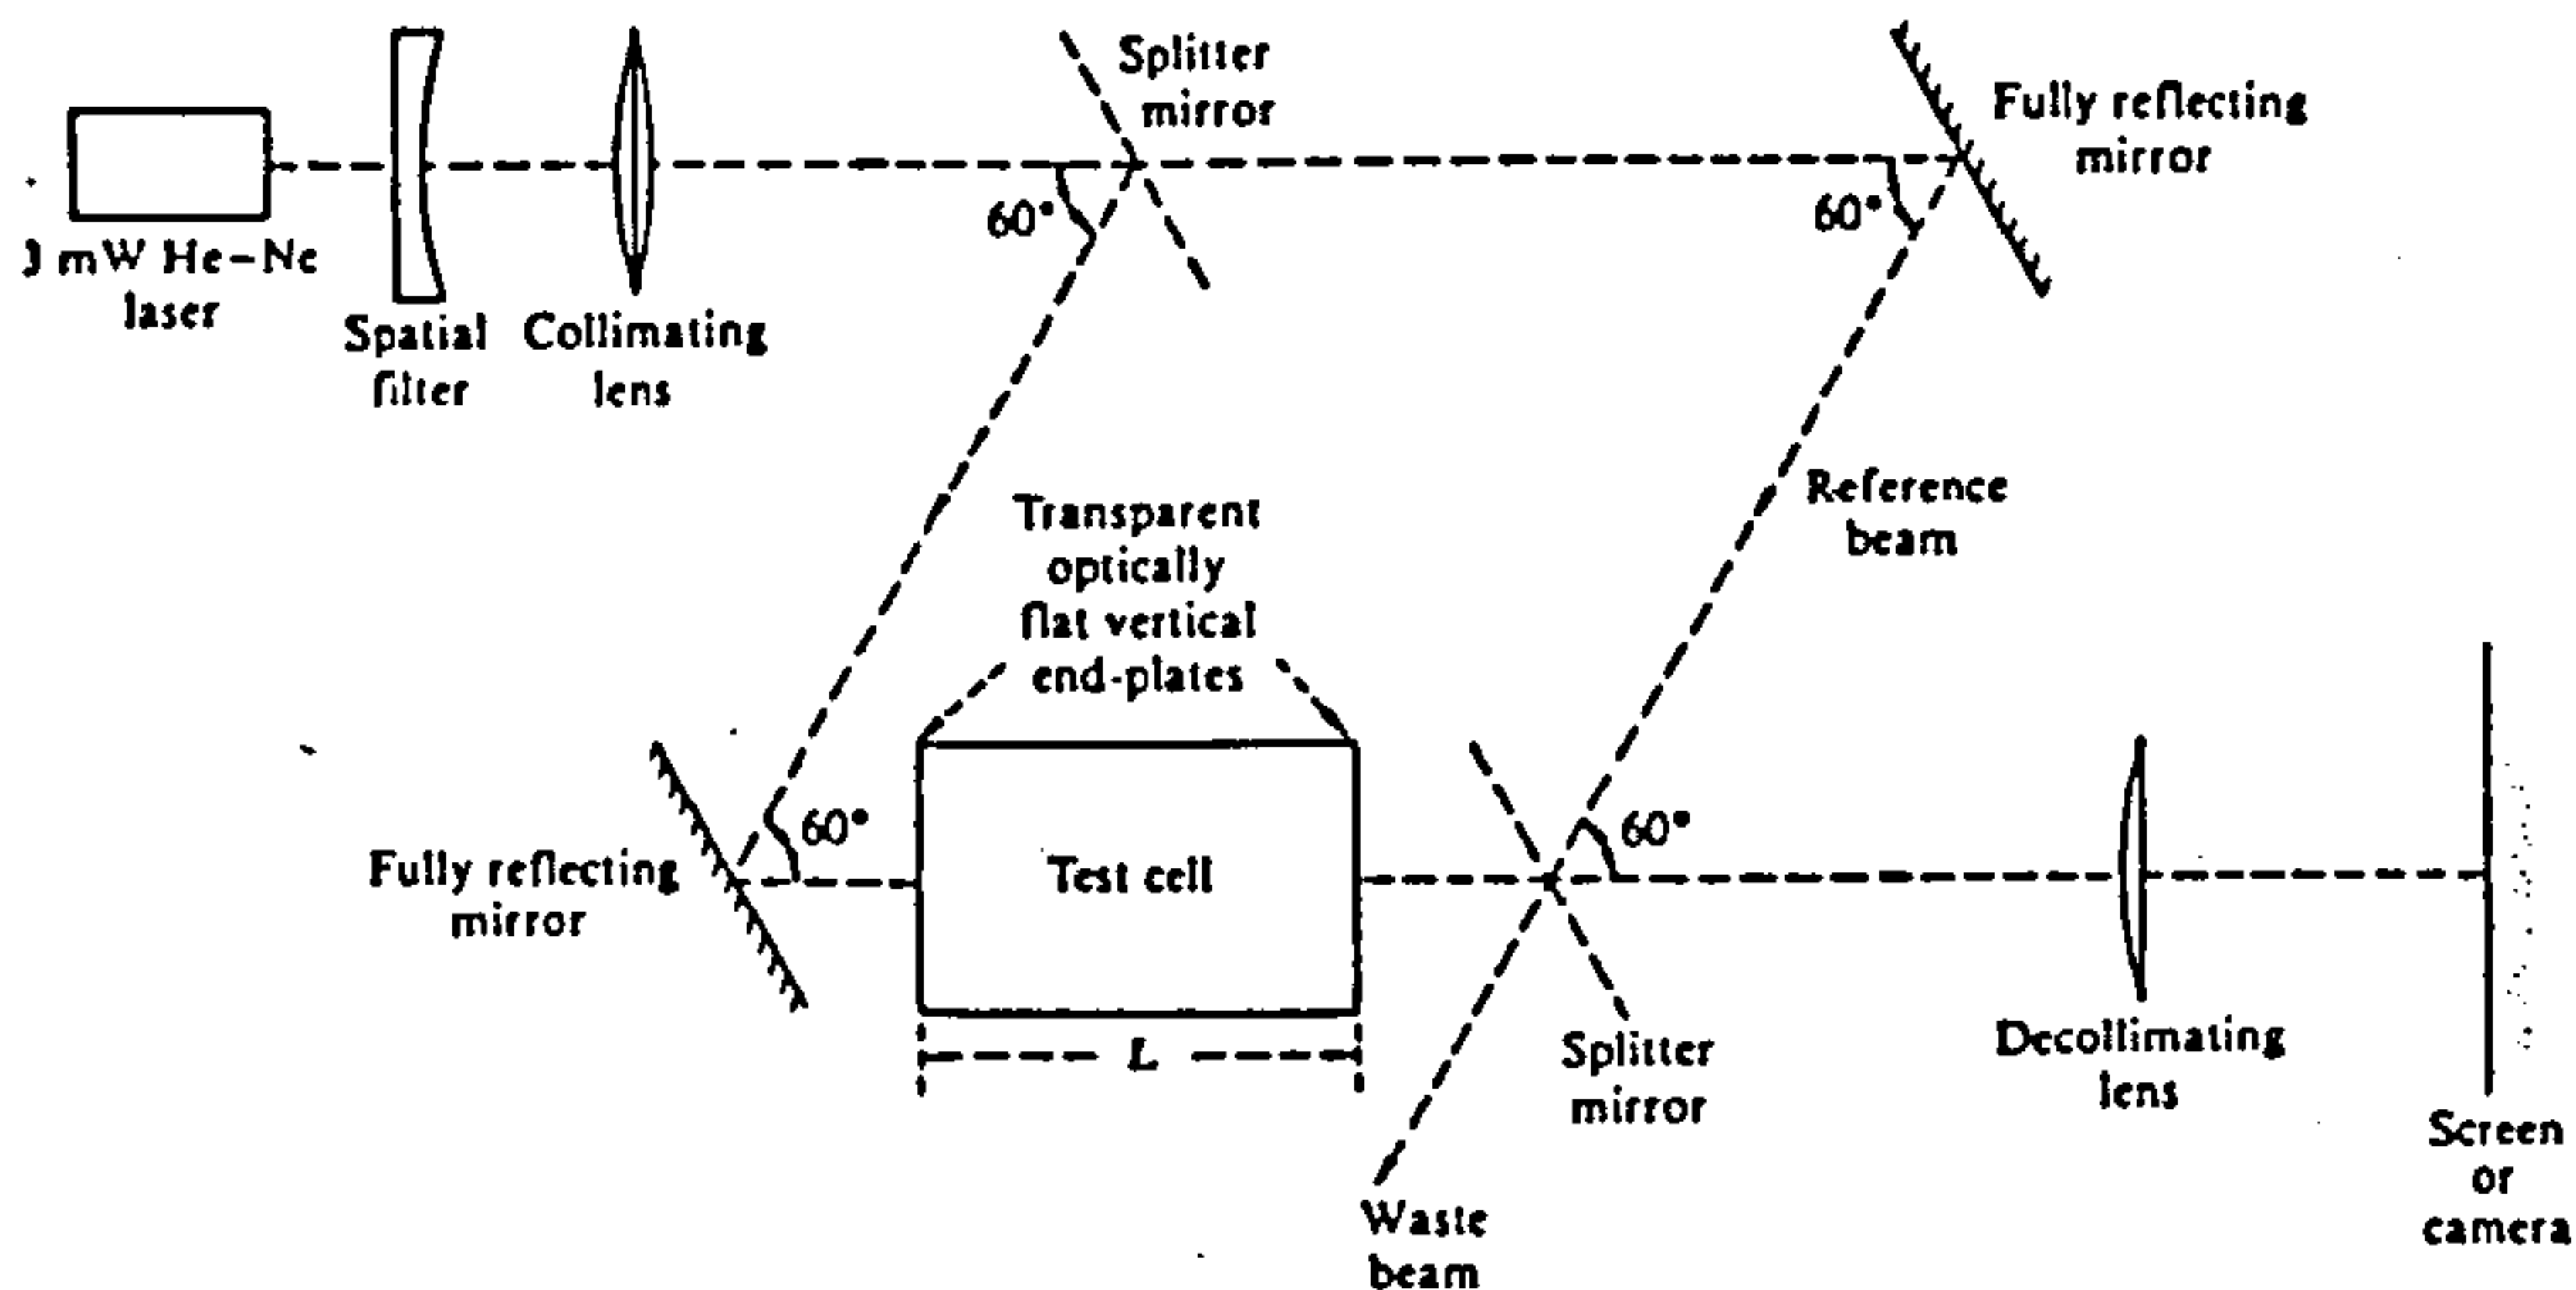 Splitter
mirror
Fully reflecting
mirror
60°
60°
3 mW He-Ne
laser
Spatial
filter
Collimating
lens
Transparent
optically
flat vertical
end-plates
Reference
beam
60°
60°
Fully reflecting
mirror
Test cell
L
Splitter
mirror
Decollimating
lens
Waste
beam
Screen
or
camera